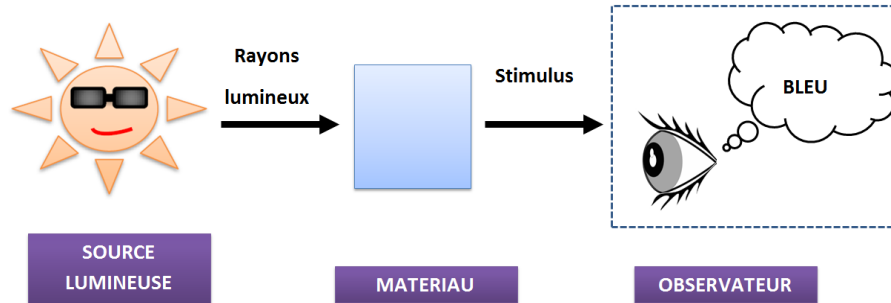 Rayons
lumineux
Stimulus
BLEU
SOURCE
LUMINEUSE
MATERIAU
OBSERVATEUR